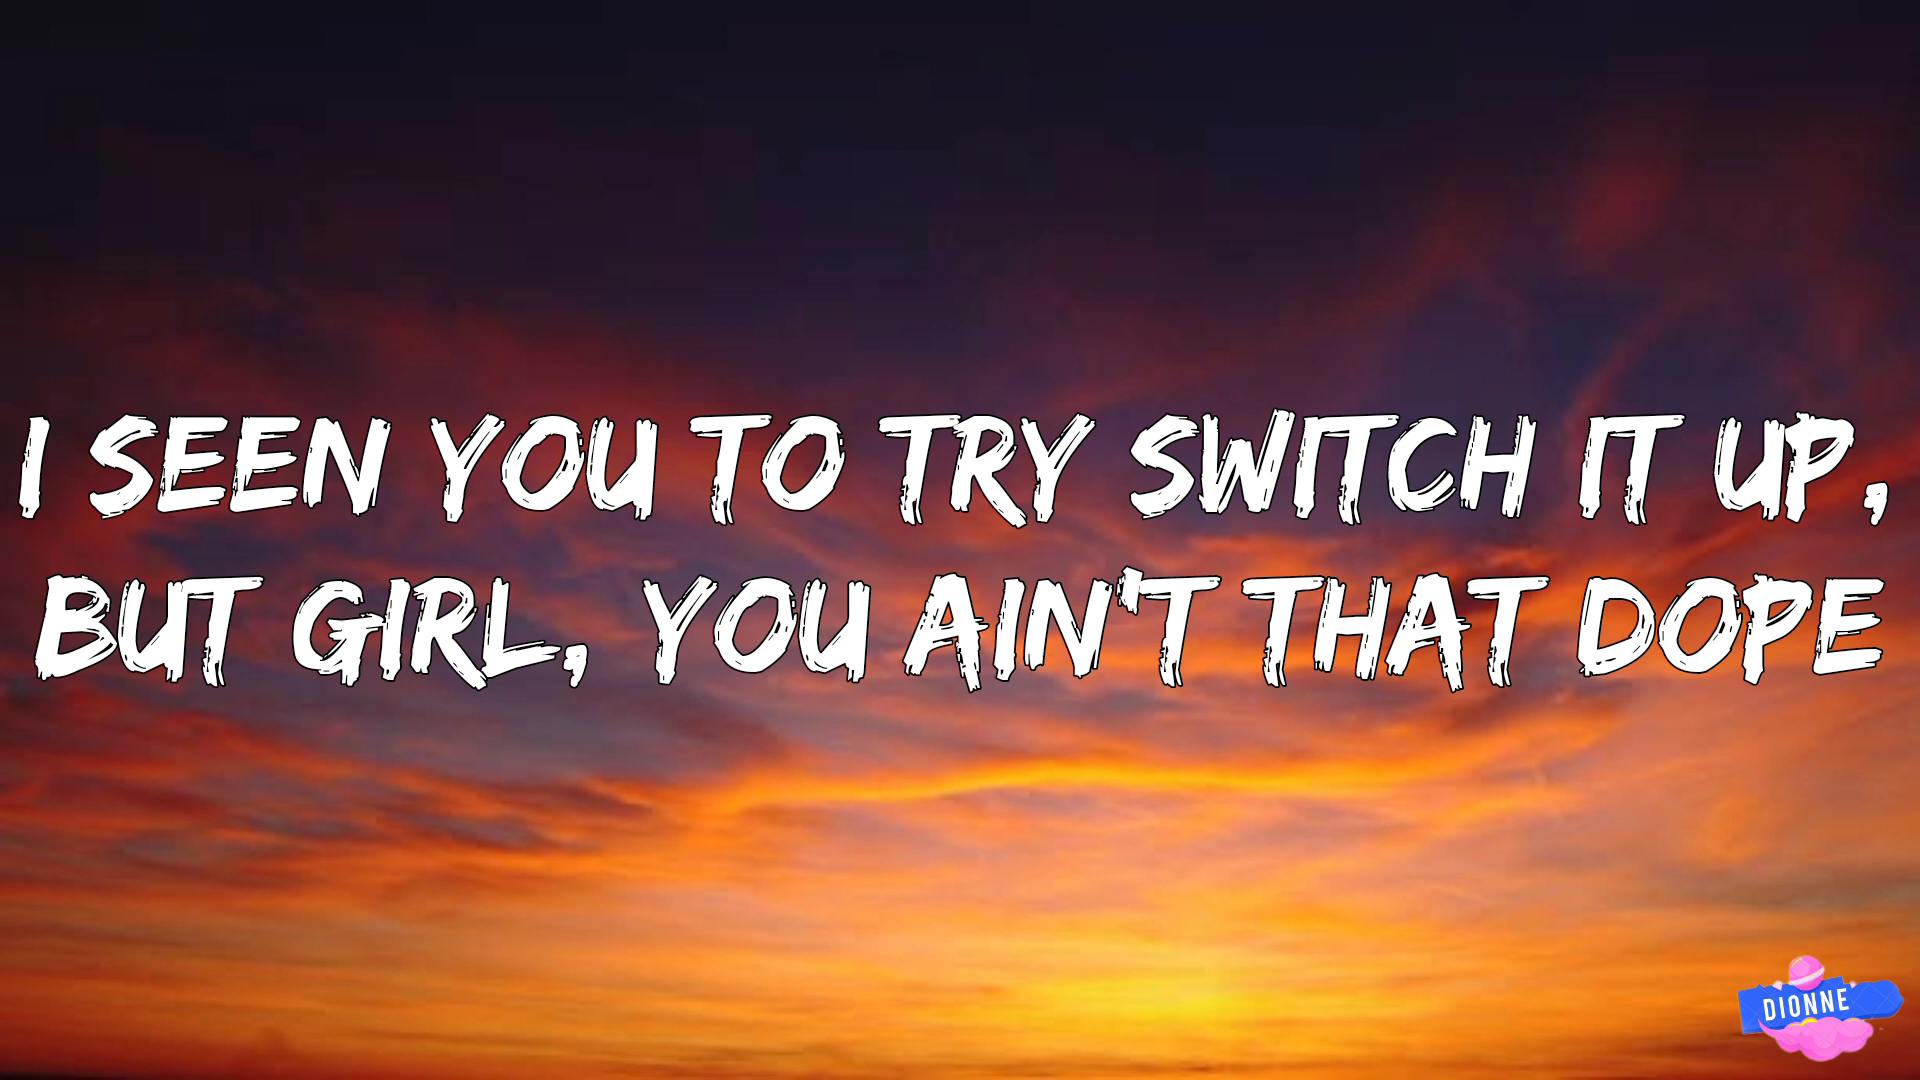 I SEEN YOU TO TRY SWITCH IT UP,
BUT GIRL, YOU AIN'T THAT DOPE
DIONNE